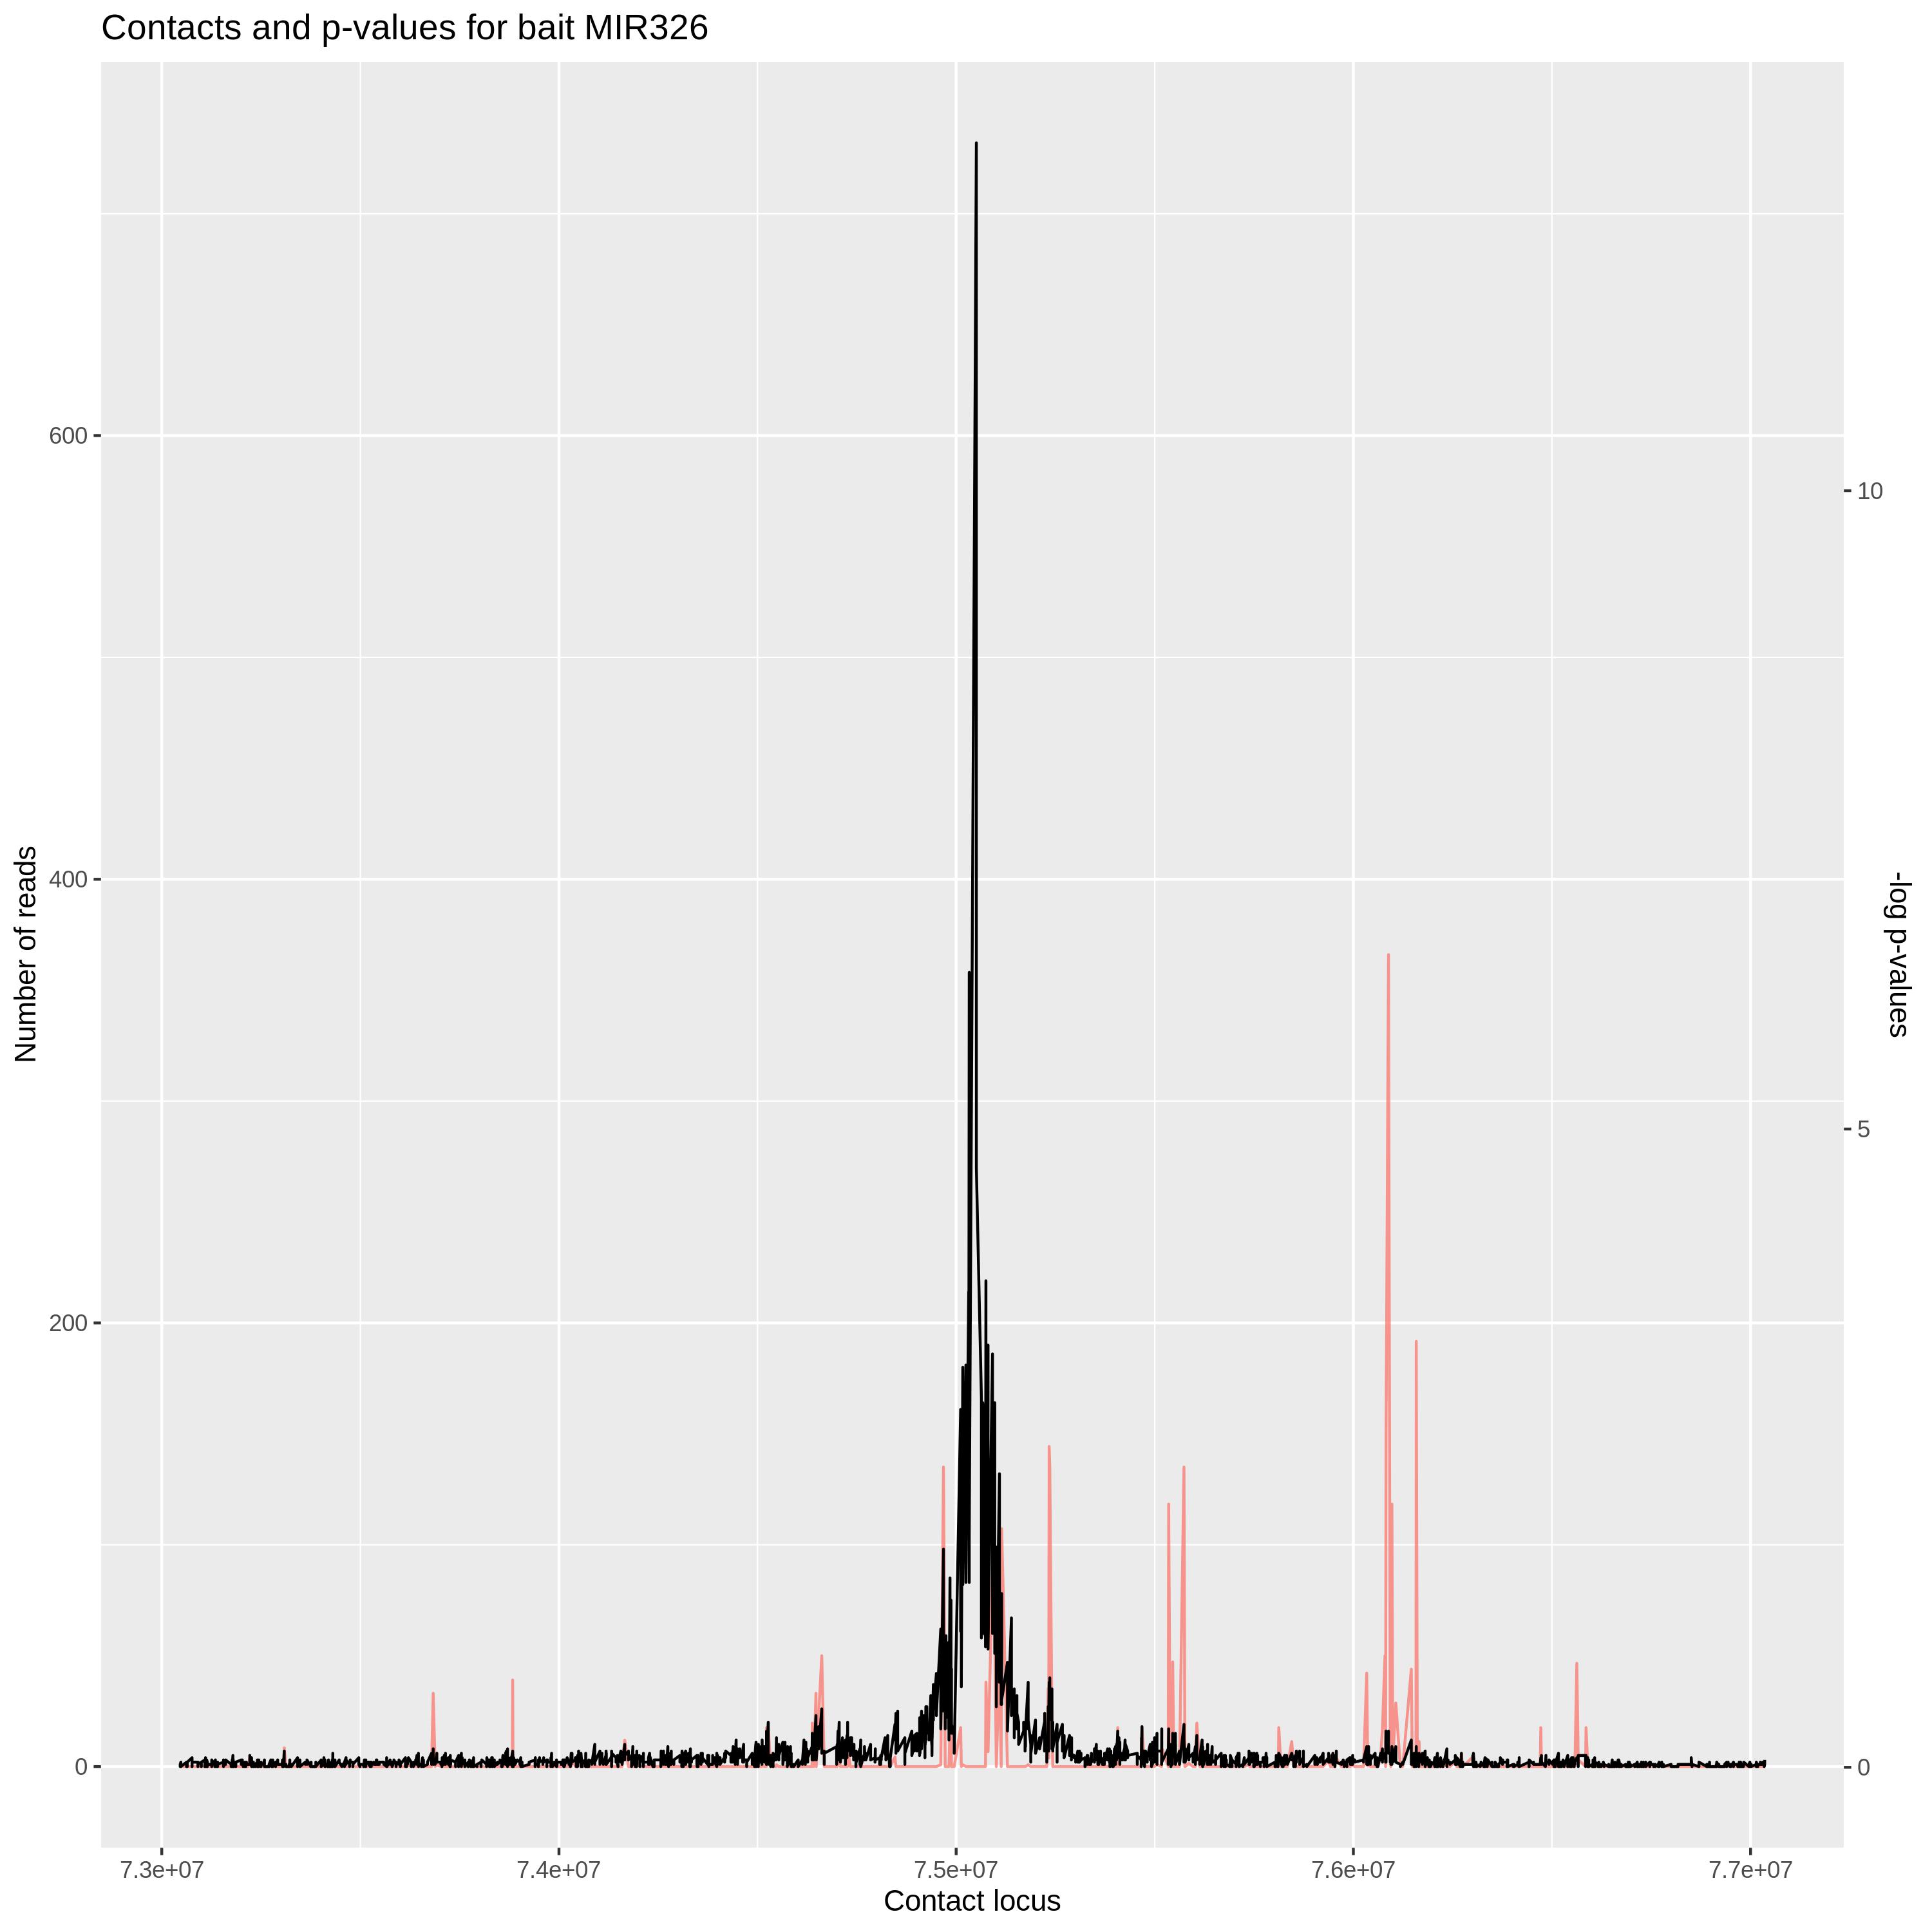 Contacts and p-values for bait MIR326
600
400
200
0
Number of reads
10
5
0
-log p-values
7.3e+07
7.4e+07
7.5e+07
7.6e+07
7.7e+07
Contact locus